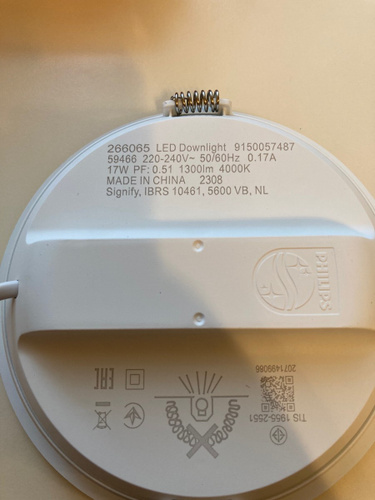 266065 LED Downlight 9150057487
59466 220-240V~ 50/60Hz 0.17A
17W PF: 0.51 1300lm 4000K
MADE IN CHINA 2308
Signify, IBRS 10461, 5600 VB, NL
PHILIPS
EAC
2071499086
TIS 1955-2551